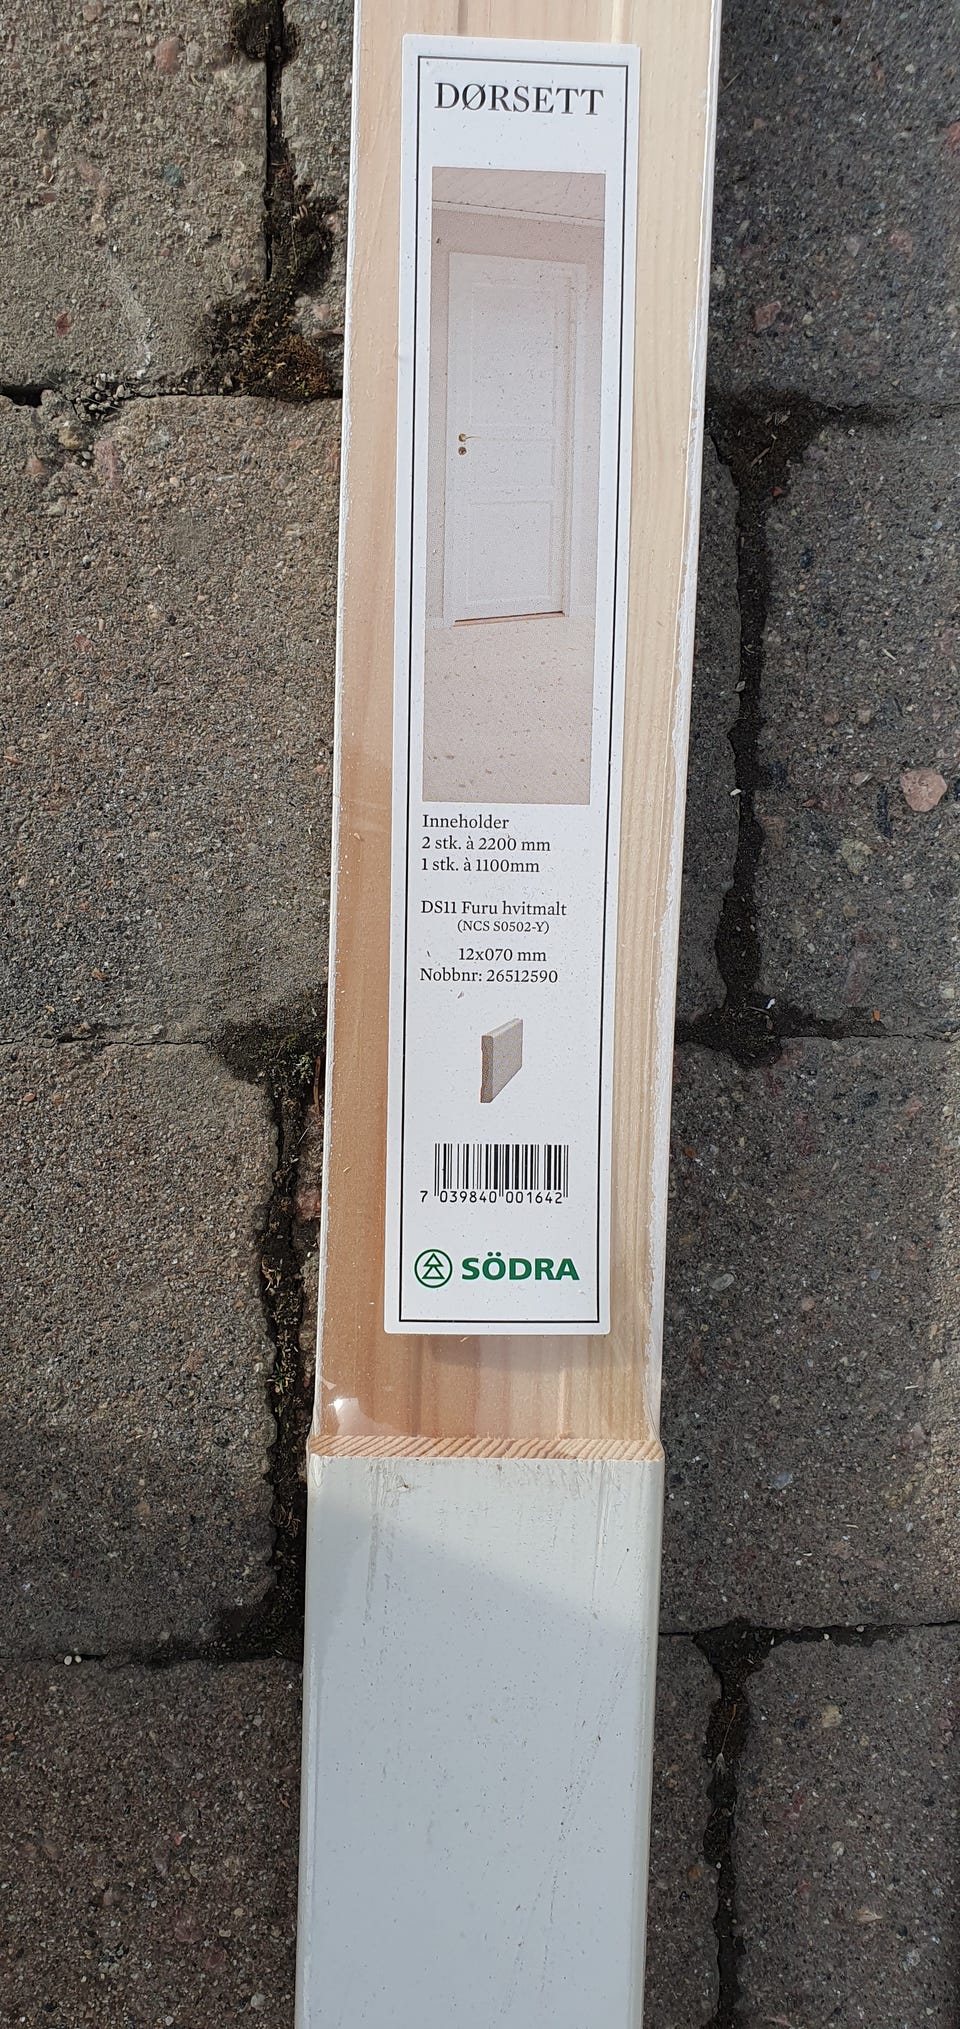 DØRSETT
Inneholder
2 stk. à 2200 mm
1 stk. à 1100mm
DS11 Furu hvitmalt
(NCS S0502-Y)
12x070 mm
Nobbnr: 26512590
7 039840 001642
SÖDRA